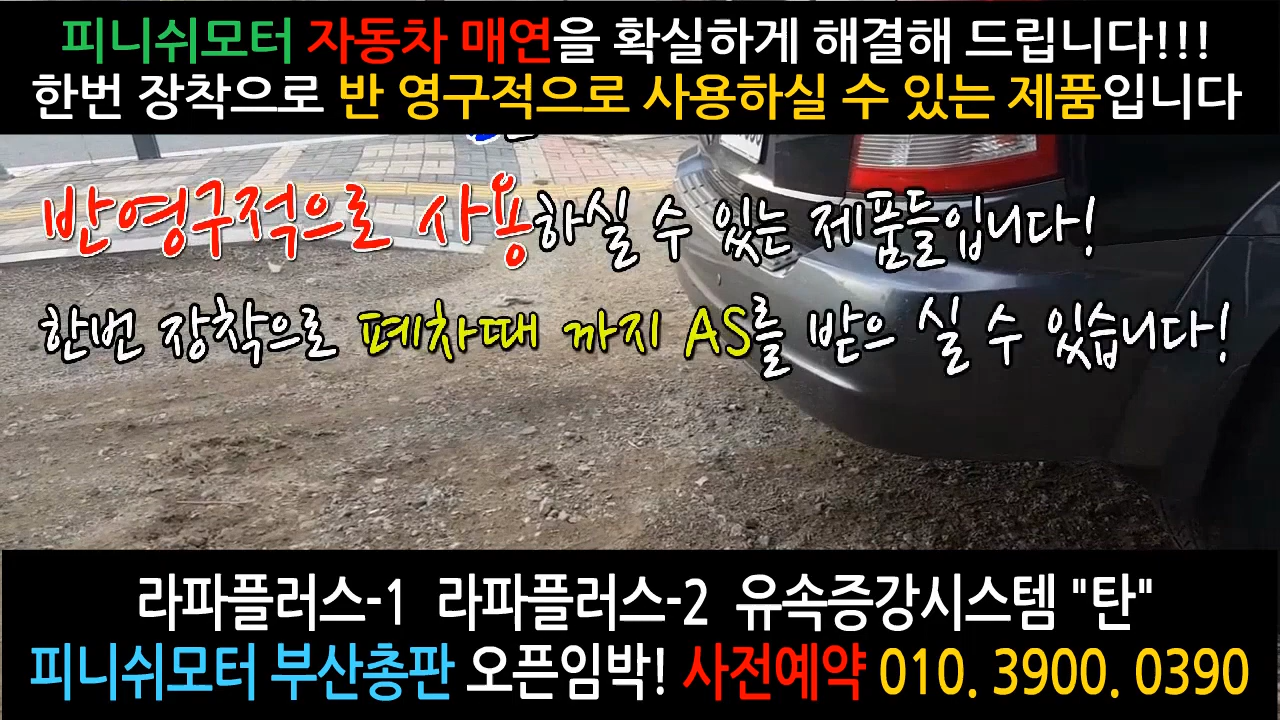 피니쉬모터 자동차 매연을 확실하게 해결해 드립니다!!!
한번 장착으로 반 영구적으로 사용하실 수 있는 제품입니다
반영구적으로 사용하실 수 있는 제품들입니다!
한번 장착으로 폐차때 까지 AS를 받으 실 수 있습니다!
라파플러스-1 라파플러스-2 유속증강시스템 "탄"
피니쉬모터 부산총판 오픈임박! 사전예약 010. 3900. 0390